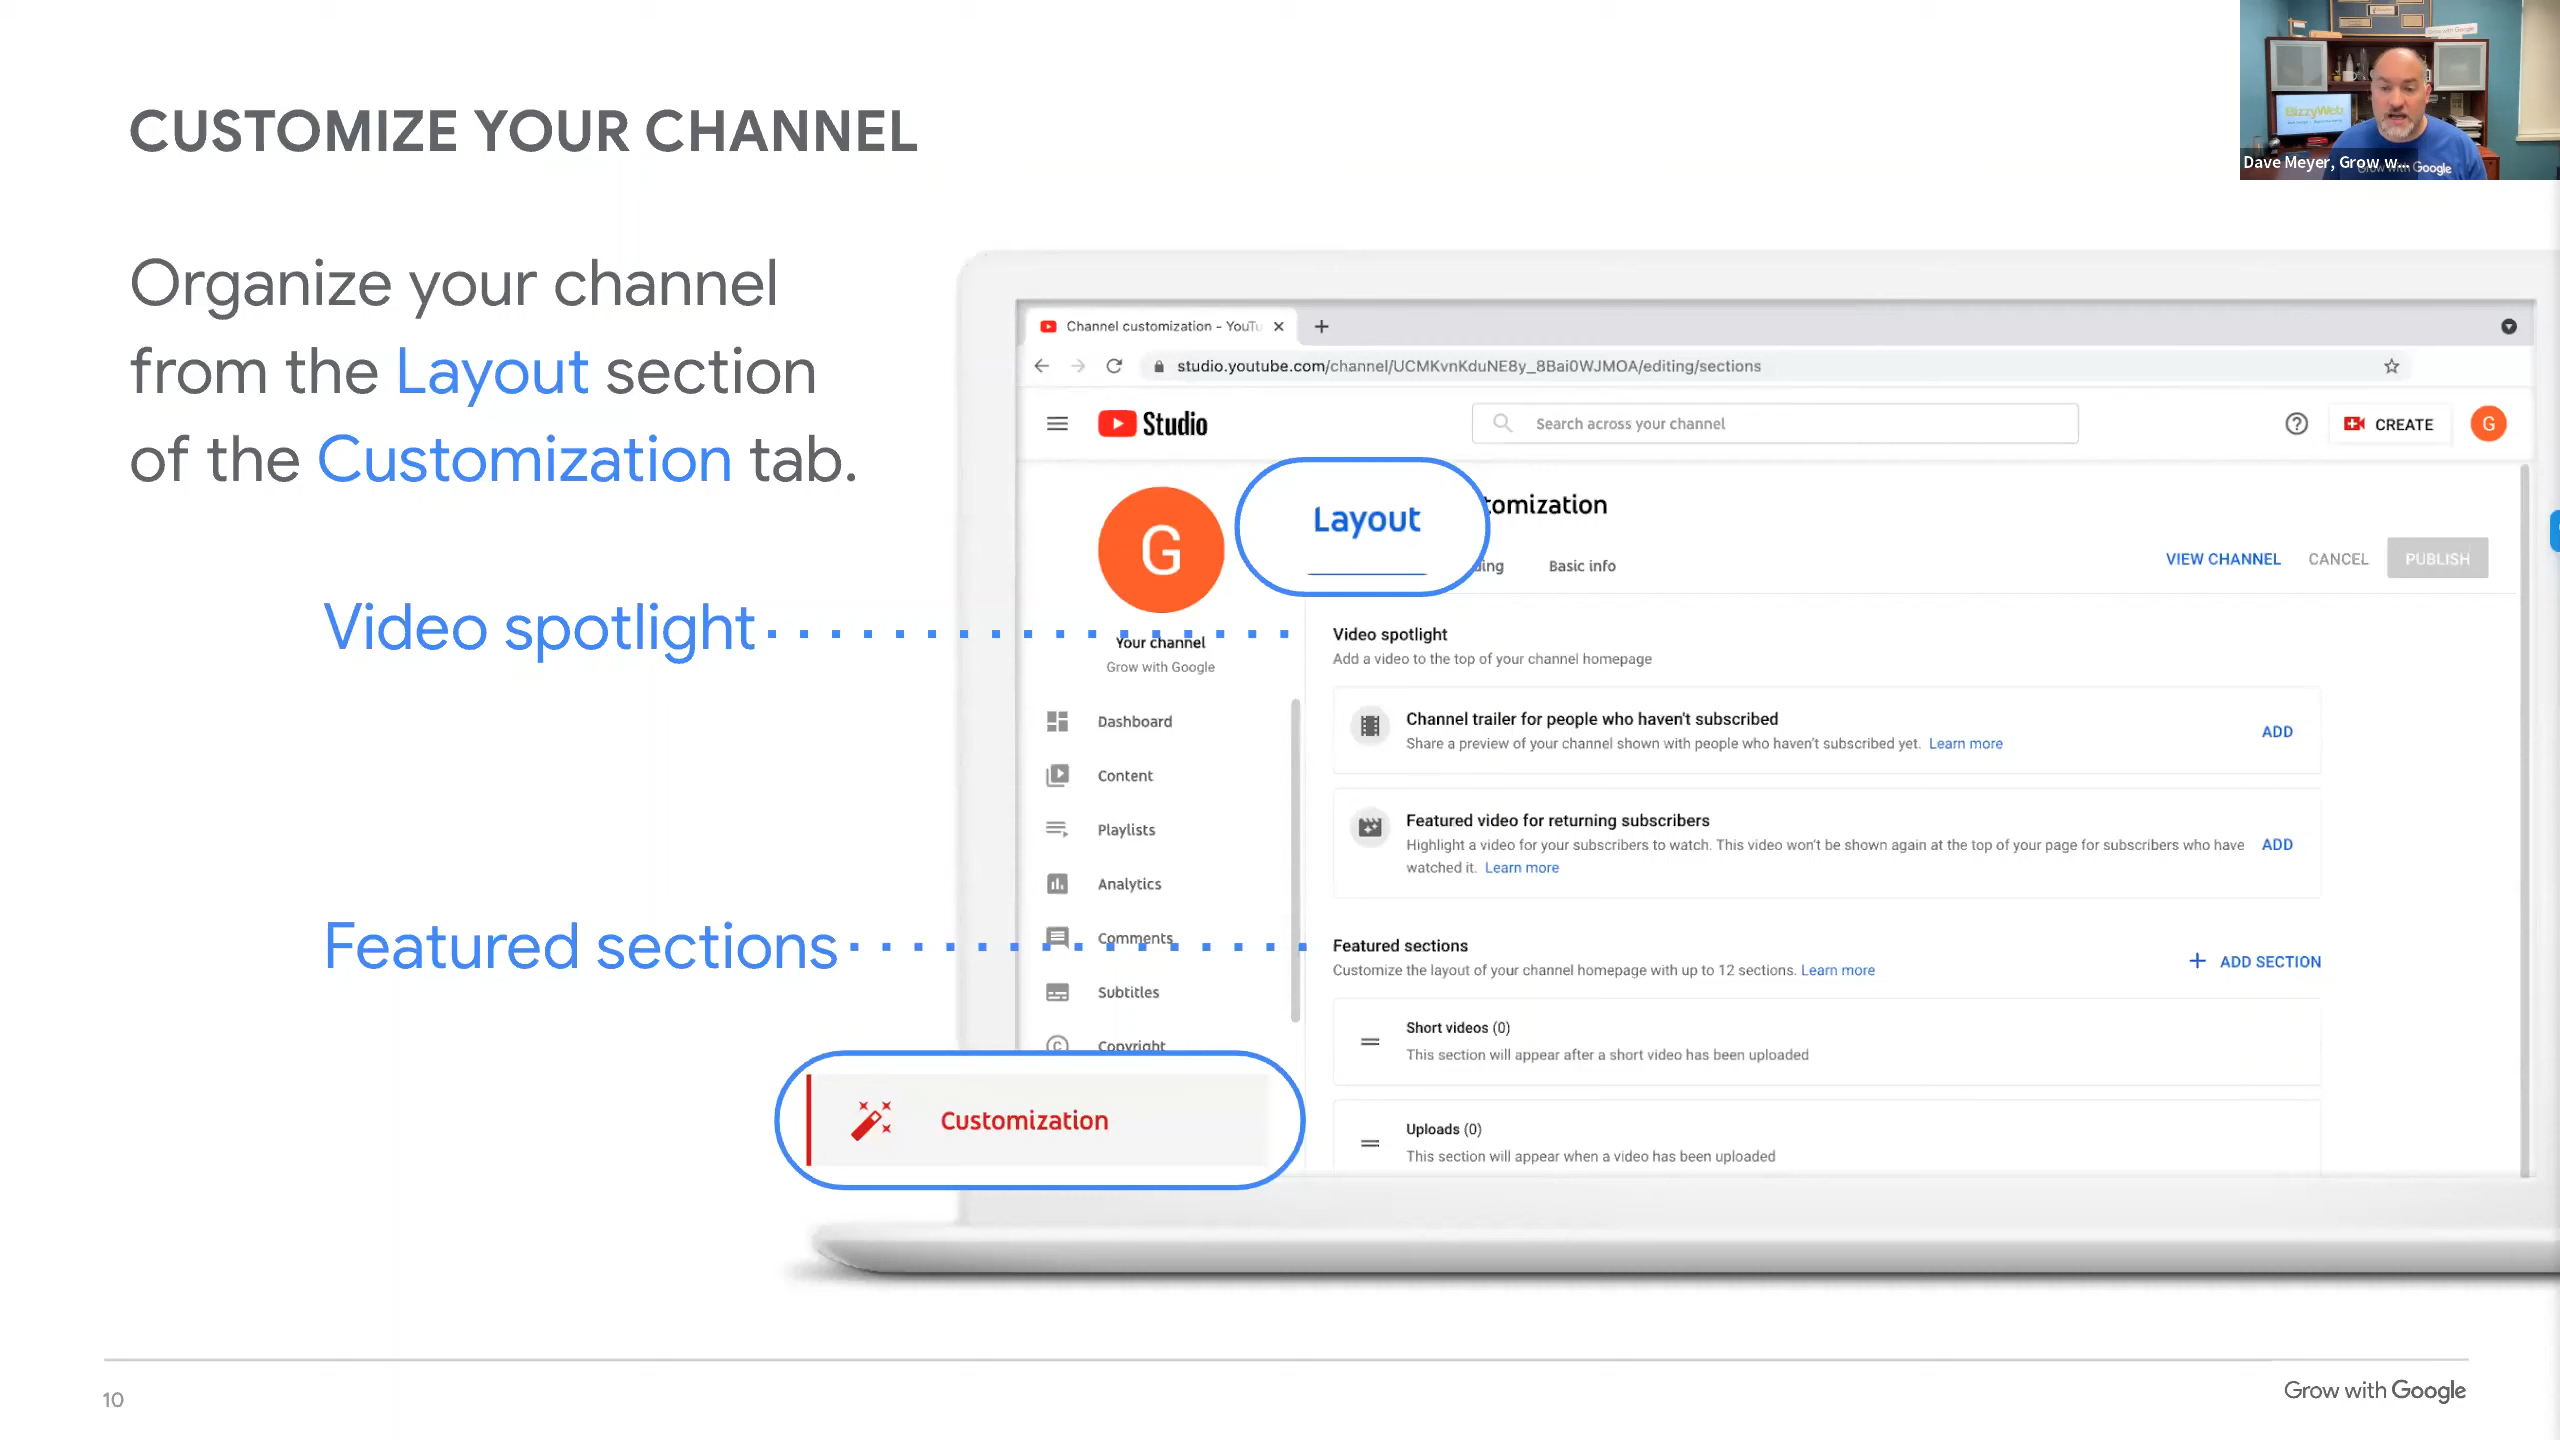 CUSTOMIZE YOUR CHANNEL
Organize your channel
from the Layout section
of the Customization tab.
Video spotlight
Featured sections
BizzyWeb
Dave Meyer, Grow w...
Google
Channel customization - YouTu
studio.youtube.com/channel/UCMKvnKduNE8y_8Bai0WJMOA/editing/sections
Studio
Search across your channel
CREATE
G
G
Your channel
Grow with Google
Dashboard
Content
Playlists
Analytics
Comments
Subtitles
Copyright
Customization
Layout
tomization
ding
Basic info
VIEW CHANNEL
CANCEL
PUBLISH
Video spotlight
Add a video to the top of your channel homepage
Channel trailer for people who haven't subscribed
Share a preview of your channel shown with people who haven't subscribed yet. Learn more
ADD
Featured video for returning subscribers
Highlight a video for your subscribers to watch. This video won't be shown again at the top of your page for subscribers who have
watched it. Learn more
ADD
Featured sections
Customize the layout of your channel homepage with up to 12 sections. Learn more
+ ADD SECTION
Short videos (0)
This section will appear after a short video has been uploaded
Uploads (0)
This section will appear when a video has been uploaded
10
Grow with Google